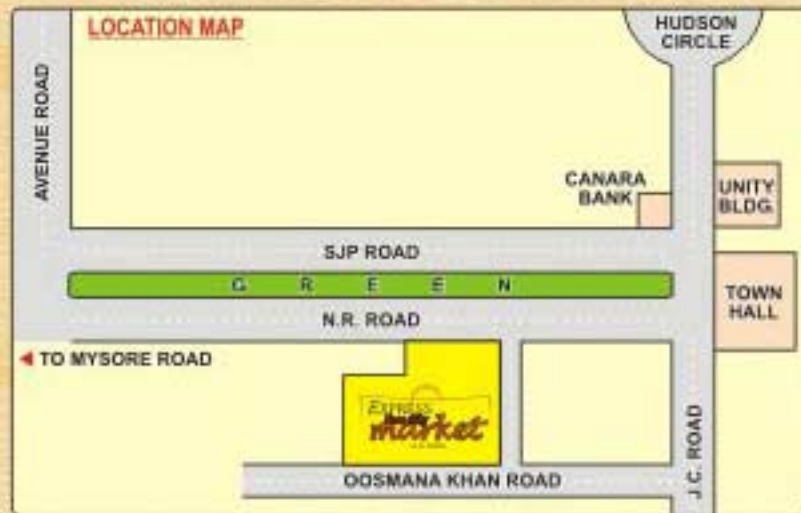 LOCATION MAP
HUDSON
CIRCLE
AVENUE ROAD
CANARA
BANK
UNITY
BLDG.
SJP ROAD
G R E E N
TOWN
HALL
N.R. ROAD
TO MYSORE ROAD
EXPRESS
market
J.C. ROAD
OOSMANA KHAN ROAD